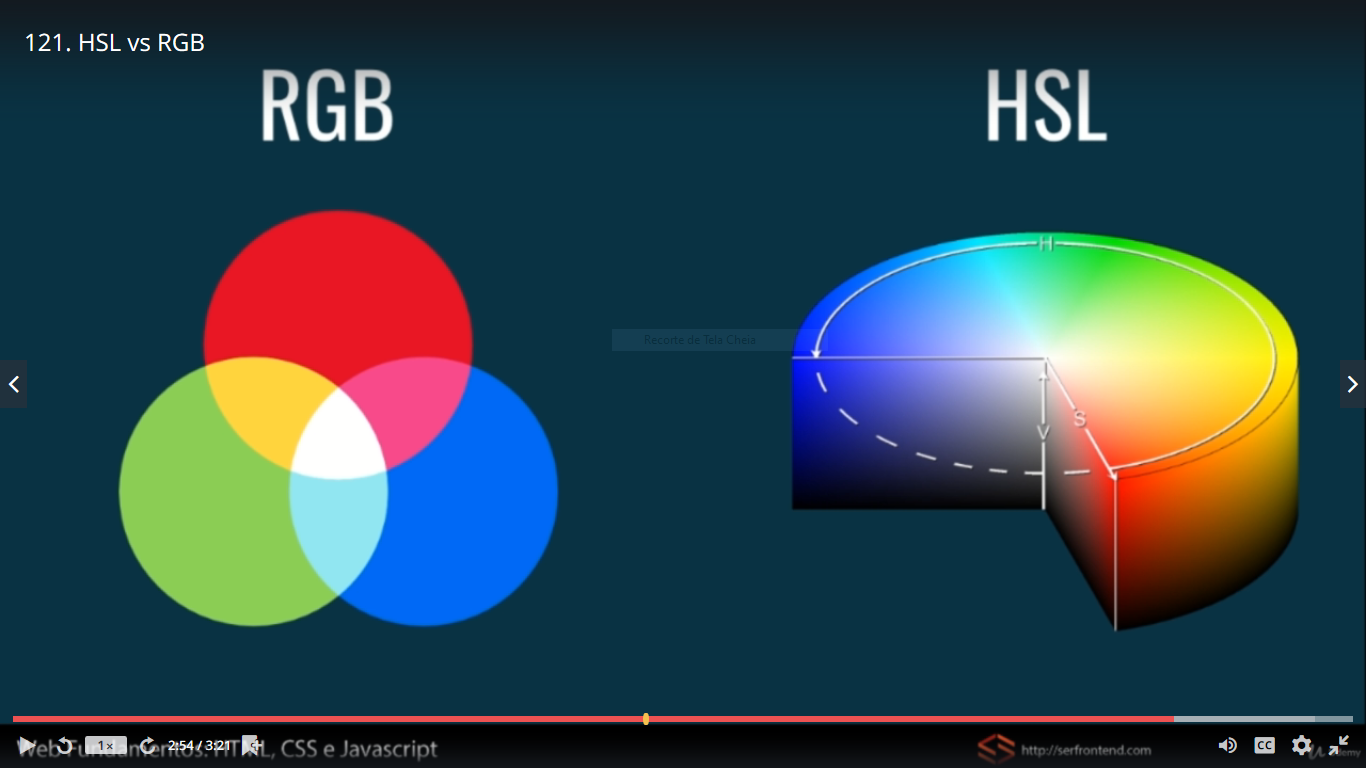 121. HSL vs RGB
RGB
HSL
Recorte de Tela Cheia
H
S
V
1×
2:54 / 3:21
Web Fundamentos: HTML, CSS e Javascript
http://serfrontend.com
CC